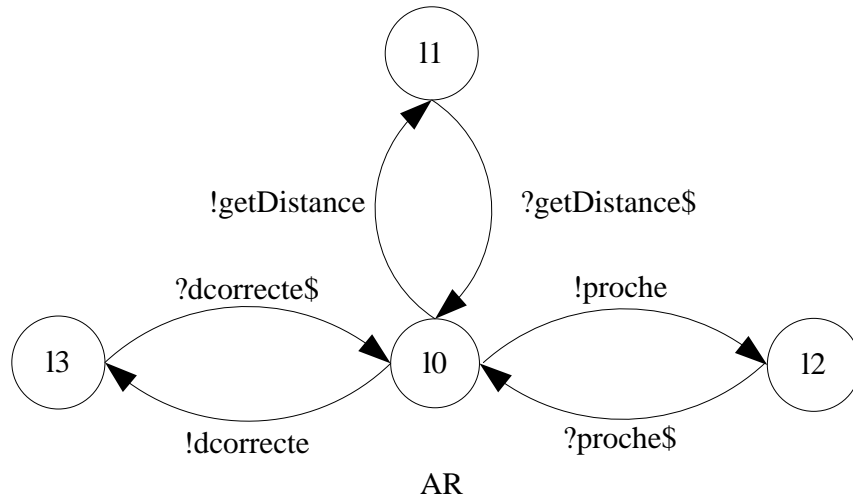 l1
!getDistance ?getDistance$
?dcorrecte$ !proche
l3 l0 l2
!dcorrecte ?proche$
AR